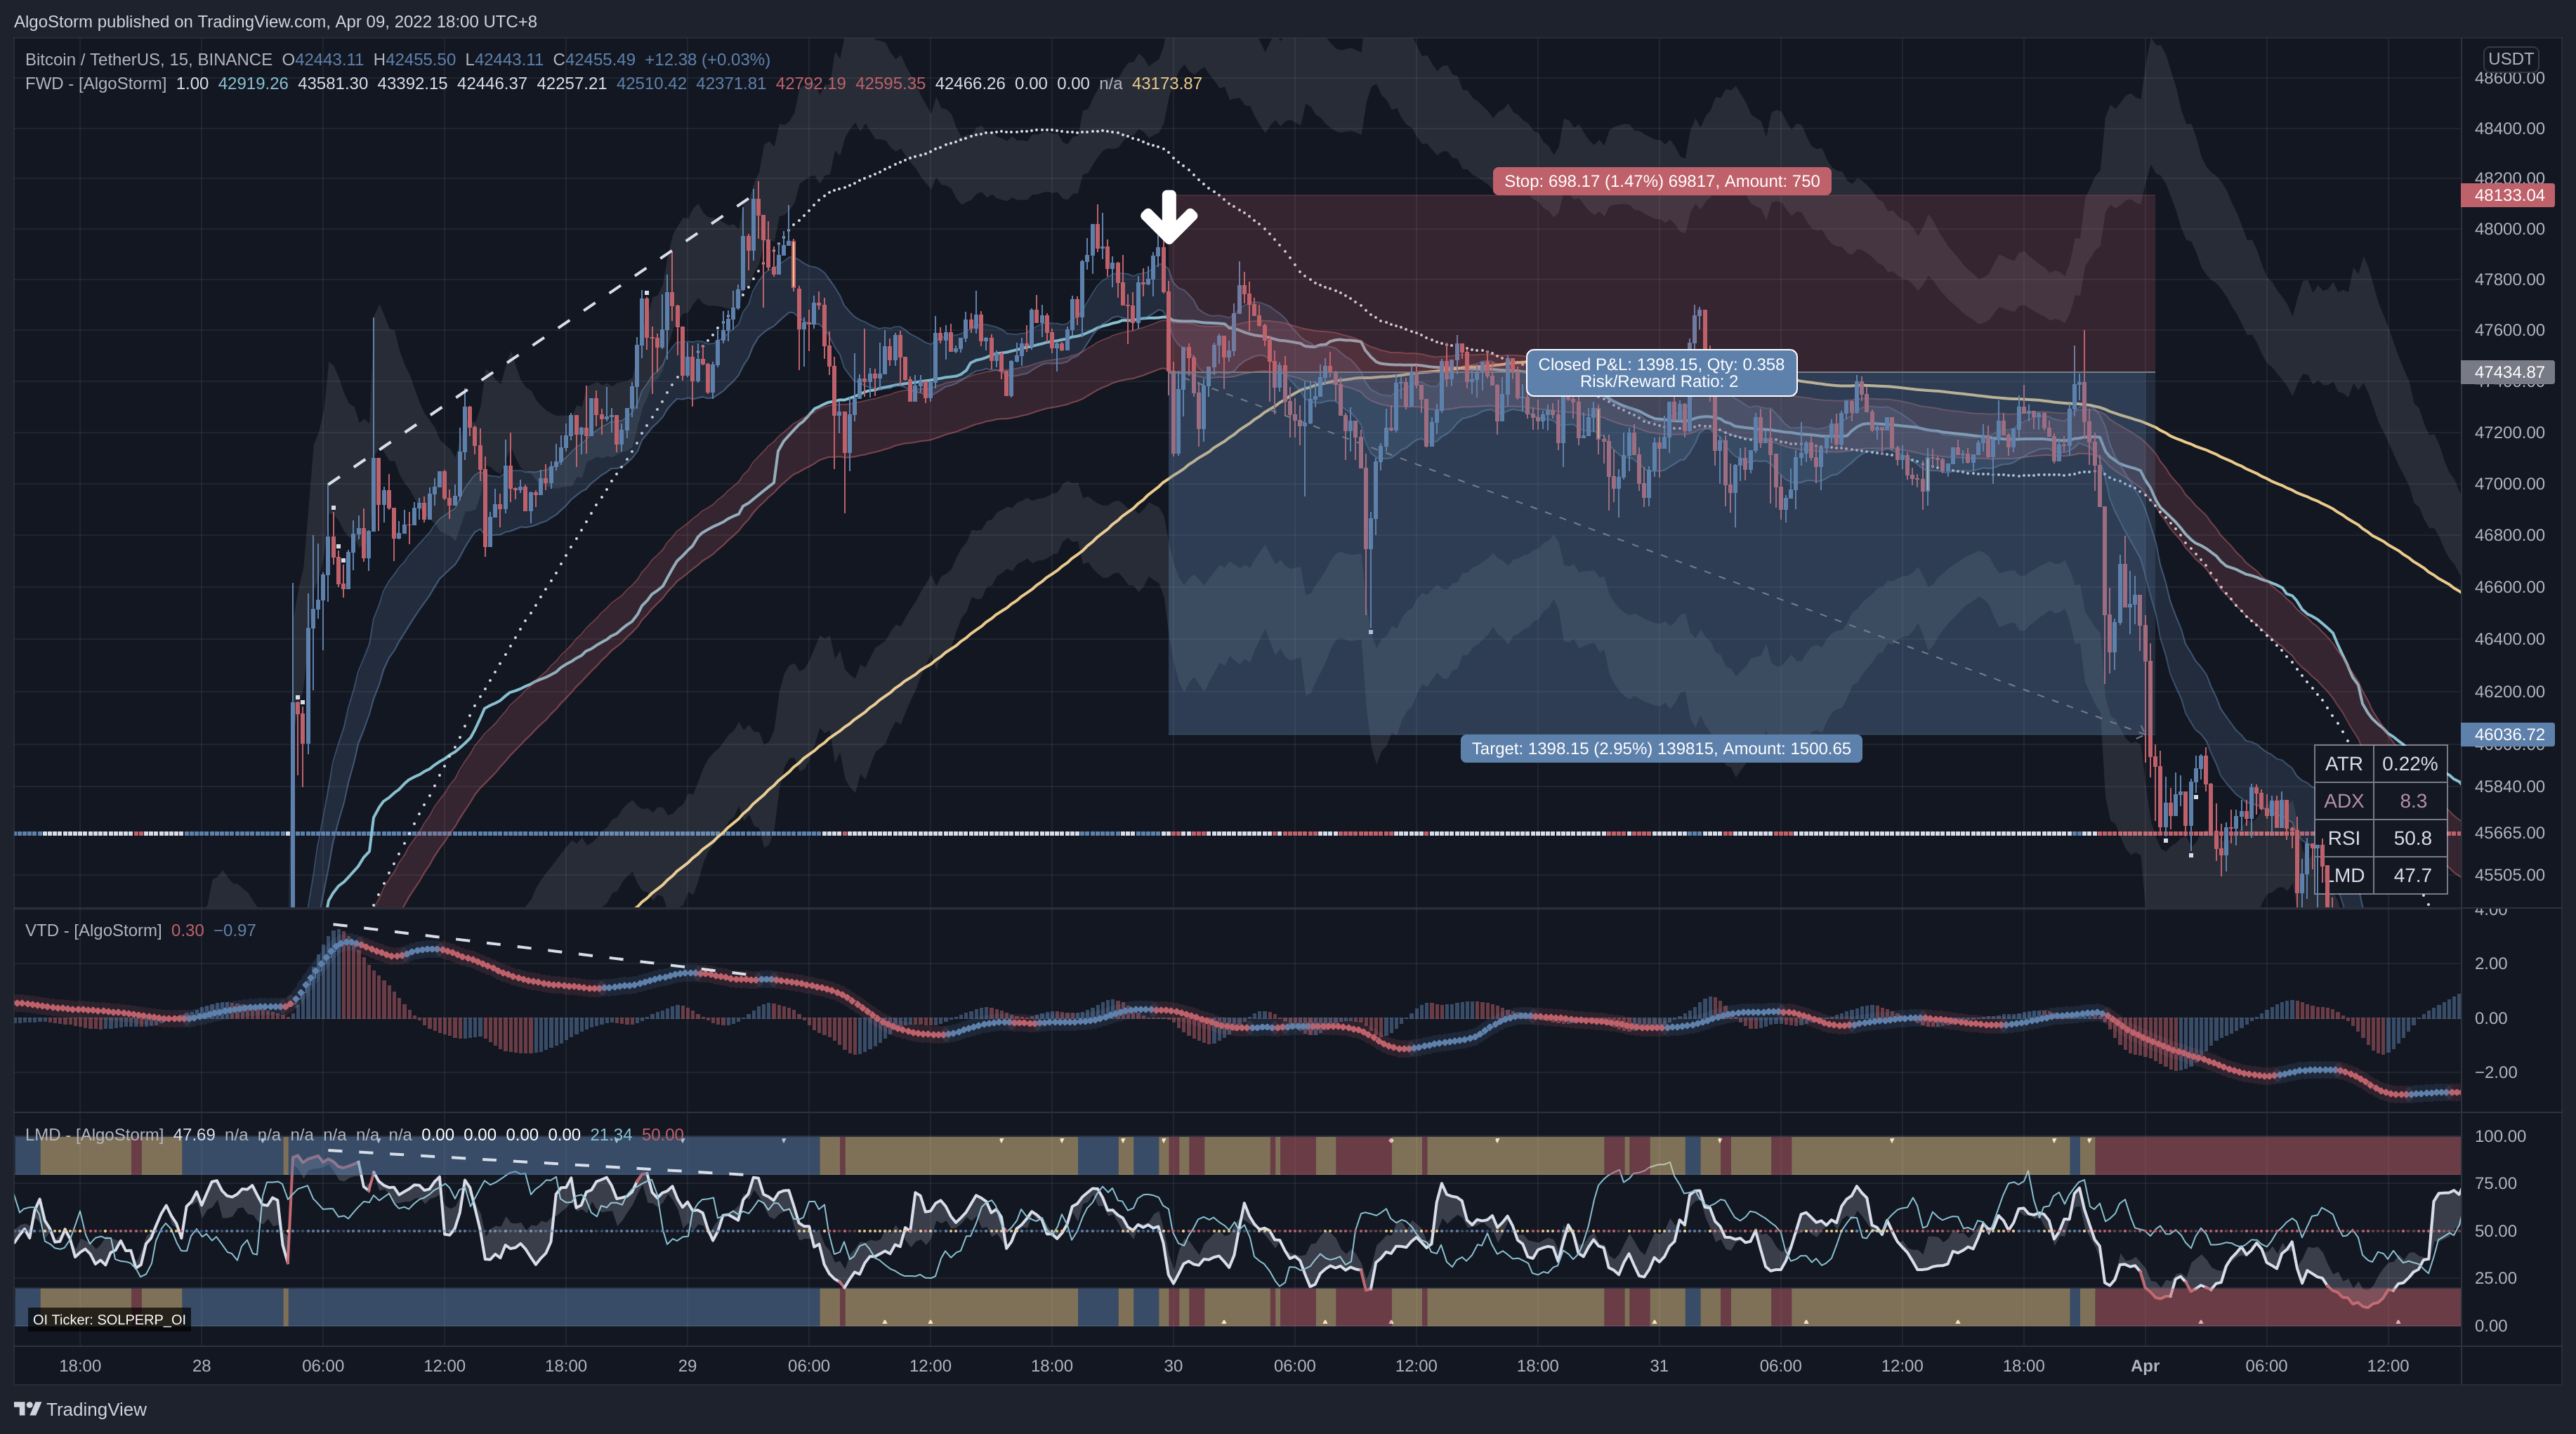 AlgoStorm published on TradingView.com, Apr 09, 2022 18:00 UTC+8
Bitcoin / TetherUS, 15, BINANCE O42443.11 H42455.50 L42443.11 C42455.49 +12.38 (+0.03%)
FWD - [AlgoStorm] 1.00 42919.26 43581.30 43392.15 42446.37 42257.21 42510.42 42371.81 42792.19 42595.35 42466.26 0.00 0.00 n/a 43173.87
USDT
48600.00
48400.00
48200.00
48133.04
48000.00
47800.00
47600.00
47434.87
47200.00
47000.00
46800.00
46600.00
46400.00
46200.00
46036.72
45840.00
45665.00
45505.00
Stop: 698.17 (1.47%) 69817, Amount: 750
Closed P&L: 1398.15, Qty: 0.358
Risk/Reward Ratio: 2
Target: 1398.15 (2.95%) 139815, Amount: 1500.65
ATR 0.22%
ADX 8.3
RSI 50.8
LMD 47.7
VTD - [AlgoStorm] 0.30 −0.97
4.00
2.00
0.00
−2.00
LMD - [AlgoStorm] 47.69 n/a n/a n/a n/a n/a n/a 0.00 0.00 0.00 0.00 21.34 50.00
100.00
75.00
50.00
25.00
0.00
OI Ticker: SOLPERP_OI
18:00 28 06:00 12:00 18:00 29 06:00 12:00 18:00 30 06:00 12:00 18:00 31 06:00 12:00 18:00 Apr 06:00 12:00
TradingView